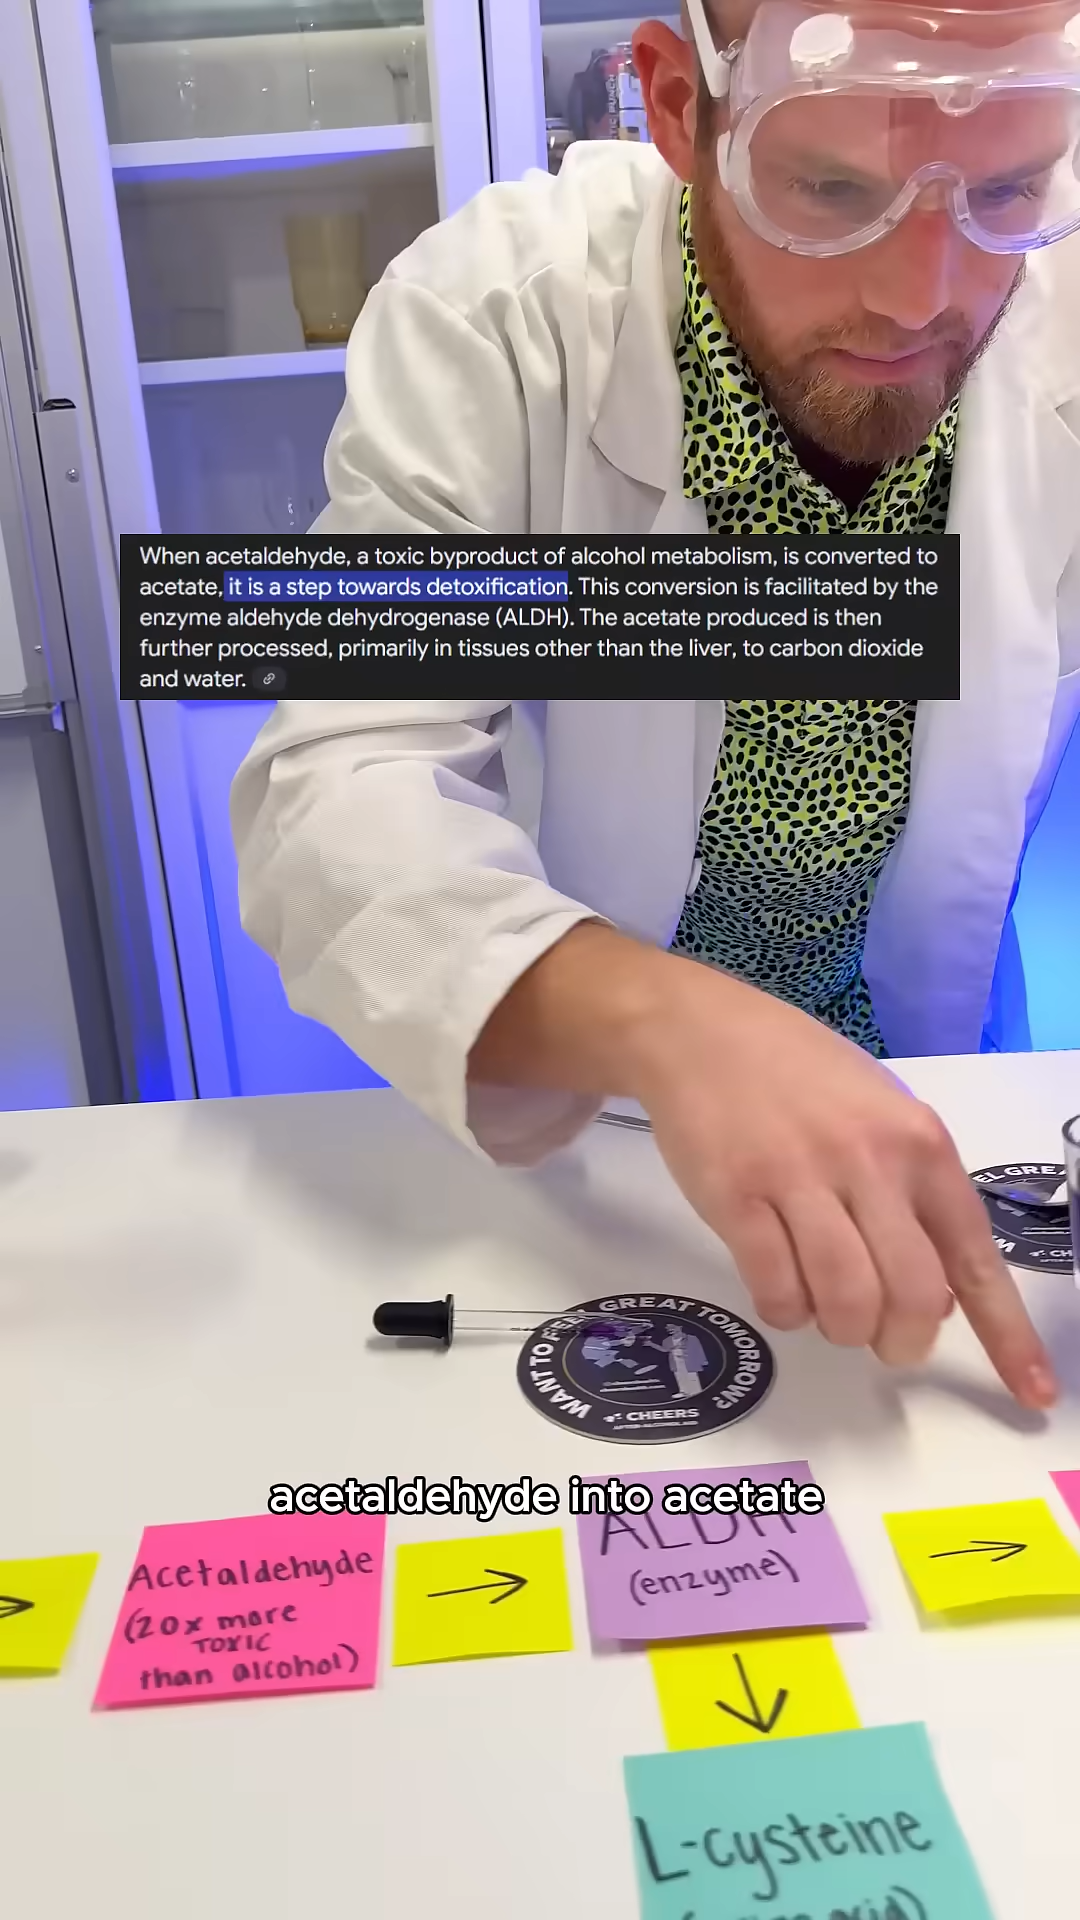 When acetaldehyde, a toxic byproduct of alcohol metabolism, is converted to
acetate, it is a step towards detoxification. This conversion is facilitated by the
enzyme aldehyde dehydrogenase (ALDH). The acetate produced is then
further processed, primarily in tissues other than the liver, to carbon dioxide
and water.
WANT TO FEEL GREAT TOMORROW?
CHEERS
acetaldehyde into acetate
Acetaldehyde
(20x more
TOXIC
than alcohol)
ALDH
(enzyme)
L-cysteine